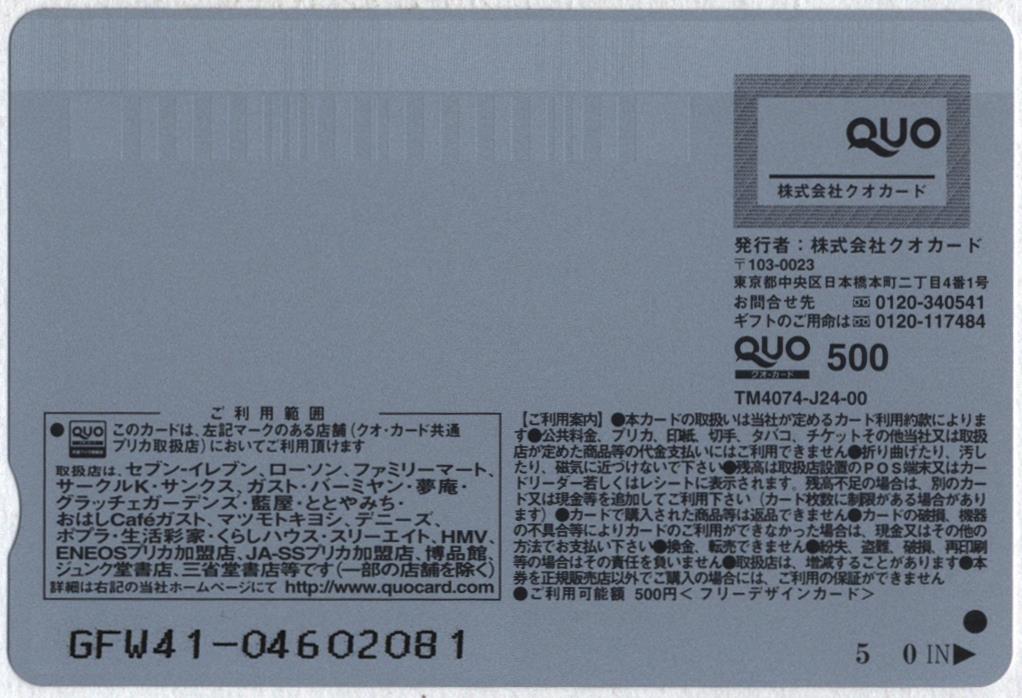 QUO
株式会社クオカード
発行者：株式会社クオカード
〒103-0023
東京都中央区日本橋本町二丁目4番1号
お問合せ先 0120-340541
ギフトのご用命は 0120-117484
QUO 500
クオ・カード
TM4074-J24-00
ご利用範囲
●QUO このカードは、左記マークのある店舗（クオ・カード共通
プリカ取扱店）においてご利用頂けます
取扱店は、セブン-イレブン、ローソン、ファミリーマート、
サークルK・サンクス、ガスト・バーミヤン・夢庵・
グラッチェガーデンズ・藍屋・ととやみち・
おはしCaféガスト、マツモトキヨシ、デニーズ、
ポプラ・生活彩家・くらしハウス・スリーエイト、HMV、
ENEOSプリカ加盟店、JA-SSプリカ加盟店、博品館、
ジュンク堂書店、三省堂書店等です（一部の店舗を除く）
詳細は右記の当社ホームページにて http://www.quocard.com
【ご利用案内】●本カードの取扱いは当社が定めるカード利用約款によりま
す●公共料金、プリカ、印紙、切手、タバコ、チケットその他当社又は取扱
店が定めた商品等の代金支払いにはご利用できません●折り曲げたり、汚し
たり、磁気に近づけないで下さい●残高は取扱店設置のPOS端末又はカー
ドリーダー若しくはレシートに表示されます。残高不足の場合は、別のカー
ド又は現金等を追加してご利用下さい（カード枚数に制限がある場合があり
ます）●カードで購入された商品等は返品できません●カードの破損、機器
の不具合等によりカードのご利用ができなかった場合は、現金又はその他の
方法でお支払い下さい●換金、転売できません●紛失、盗難、破損、再印刷
等の場合はその責任を負いません●取扱店は、増減することがあります●本
券を正規販売店以外でご購入の場合には、ご利用の保証ができません
●ご利用可能額 500円＜フリーデザインカード＞
GFW41-04602081
5 0 IN▶